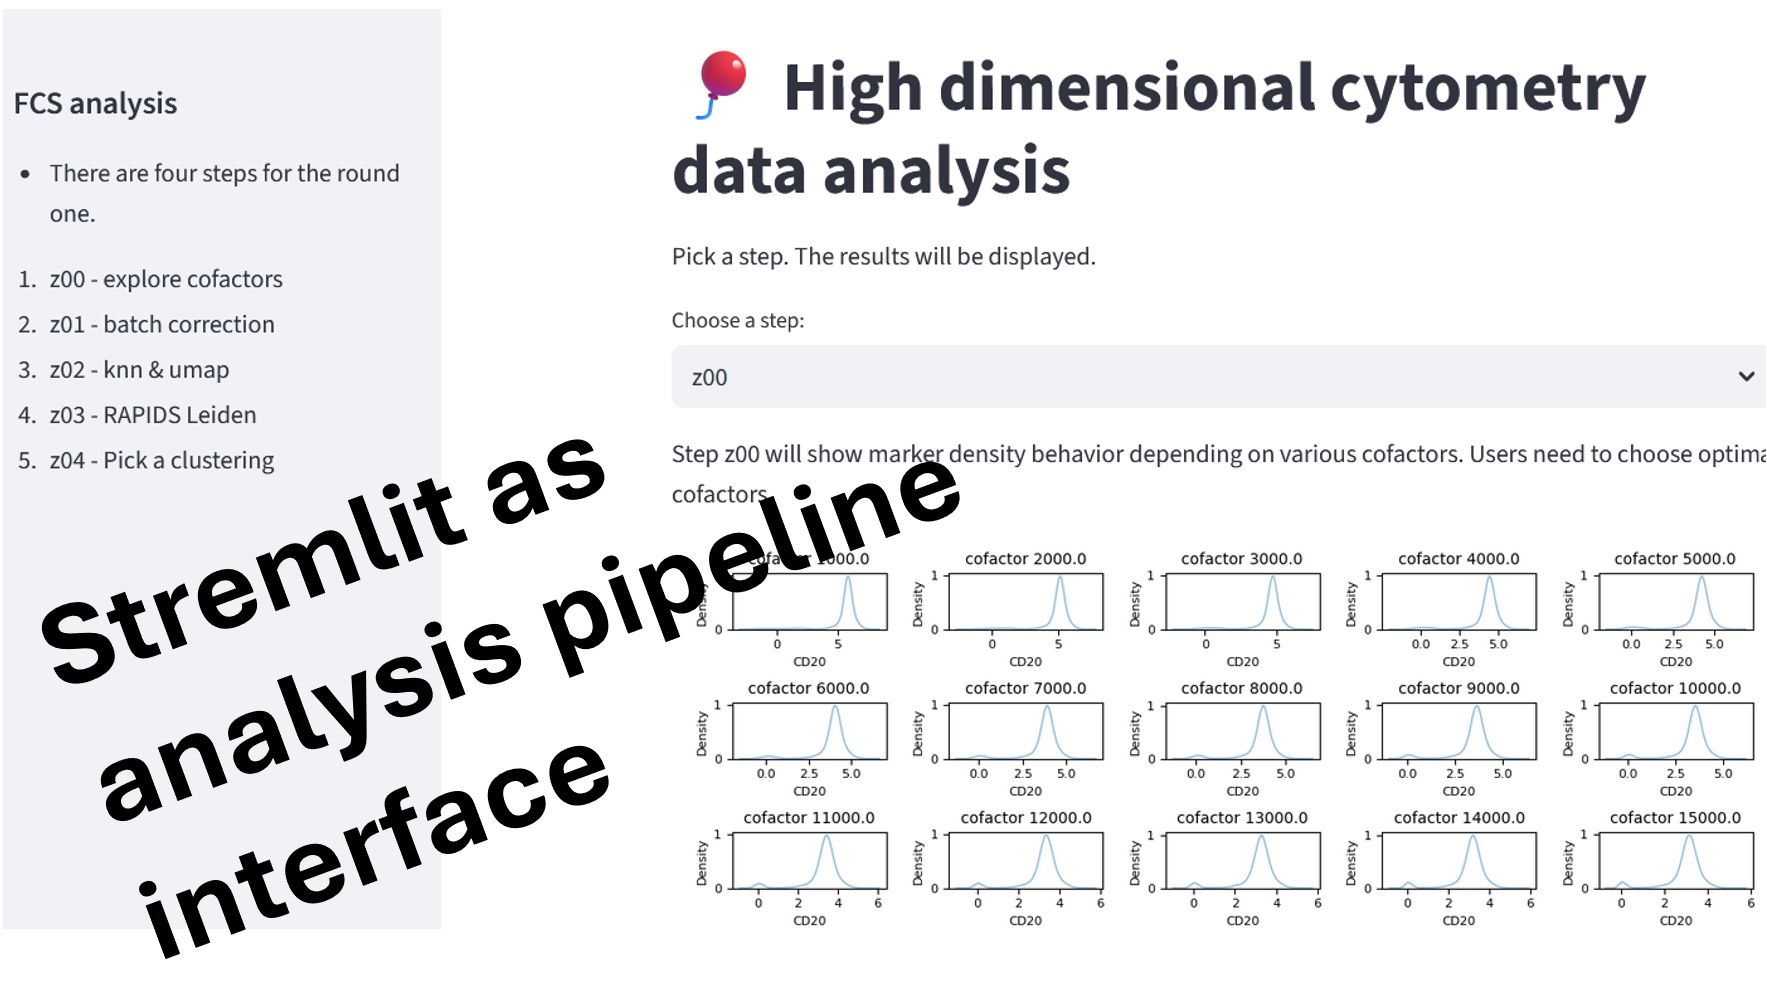 FCS analysis
• There are four steps for the round
one.
1. z00 - explore cofactors
2. z01 - batch correction
3. z02 - knn & umap
4. z03 - RAPIDS Leiden
5. z04 - Pick a clustering
Stremlit as
analysis pipeline
interface
🎈 High dimensional cytometry
data analysis
Pick a step. The results will be displayed.
Choose a step:
z00
Step z00 will show marker density behavior depending on various cofactors. Users need to choose optima
cofactors
cofactor 1000.0 cofactor 2000.0 cofactor 3000.0 cofactor 4000.0 cofactor 5000.0
1 1 1 1 1
Density Density Density Density Density
0 0 0 0 0
0 5 0 5 0 5 0.0 2.5 5.0 0.0 2.5 5.0
CD20 CD20 CD20 CD20 CD20
cofactor 6000.0 cofactor 7000.0 cofactor 8000.0 cofactor 9000.0 cofactor 10000.0
1 1 1 1 1
Density Density Density Density Density
0 0 0 0 0
0.0 2.5 5.0 0.0 2.5 5.0 0.0 2.5 5.0 0.0 2.5 5.0 0.0 2.5 5.0
CD20 CD20 CD20 CD20 CD20
cofactor 11000.0 cofactor 12000.0 cofactor 13000.0 cofactor 14000.0 cofactor 15000.0
1 1 1 1 1
Density Density Density Density Density
0 0 0 0 0
0 2 4 6 0 2 4 6 0 2 4 6 0 2 4 6 0 2 4 6
CD20 CD20 CD20 CD20 CD20